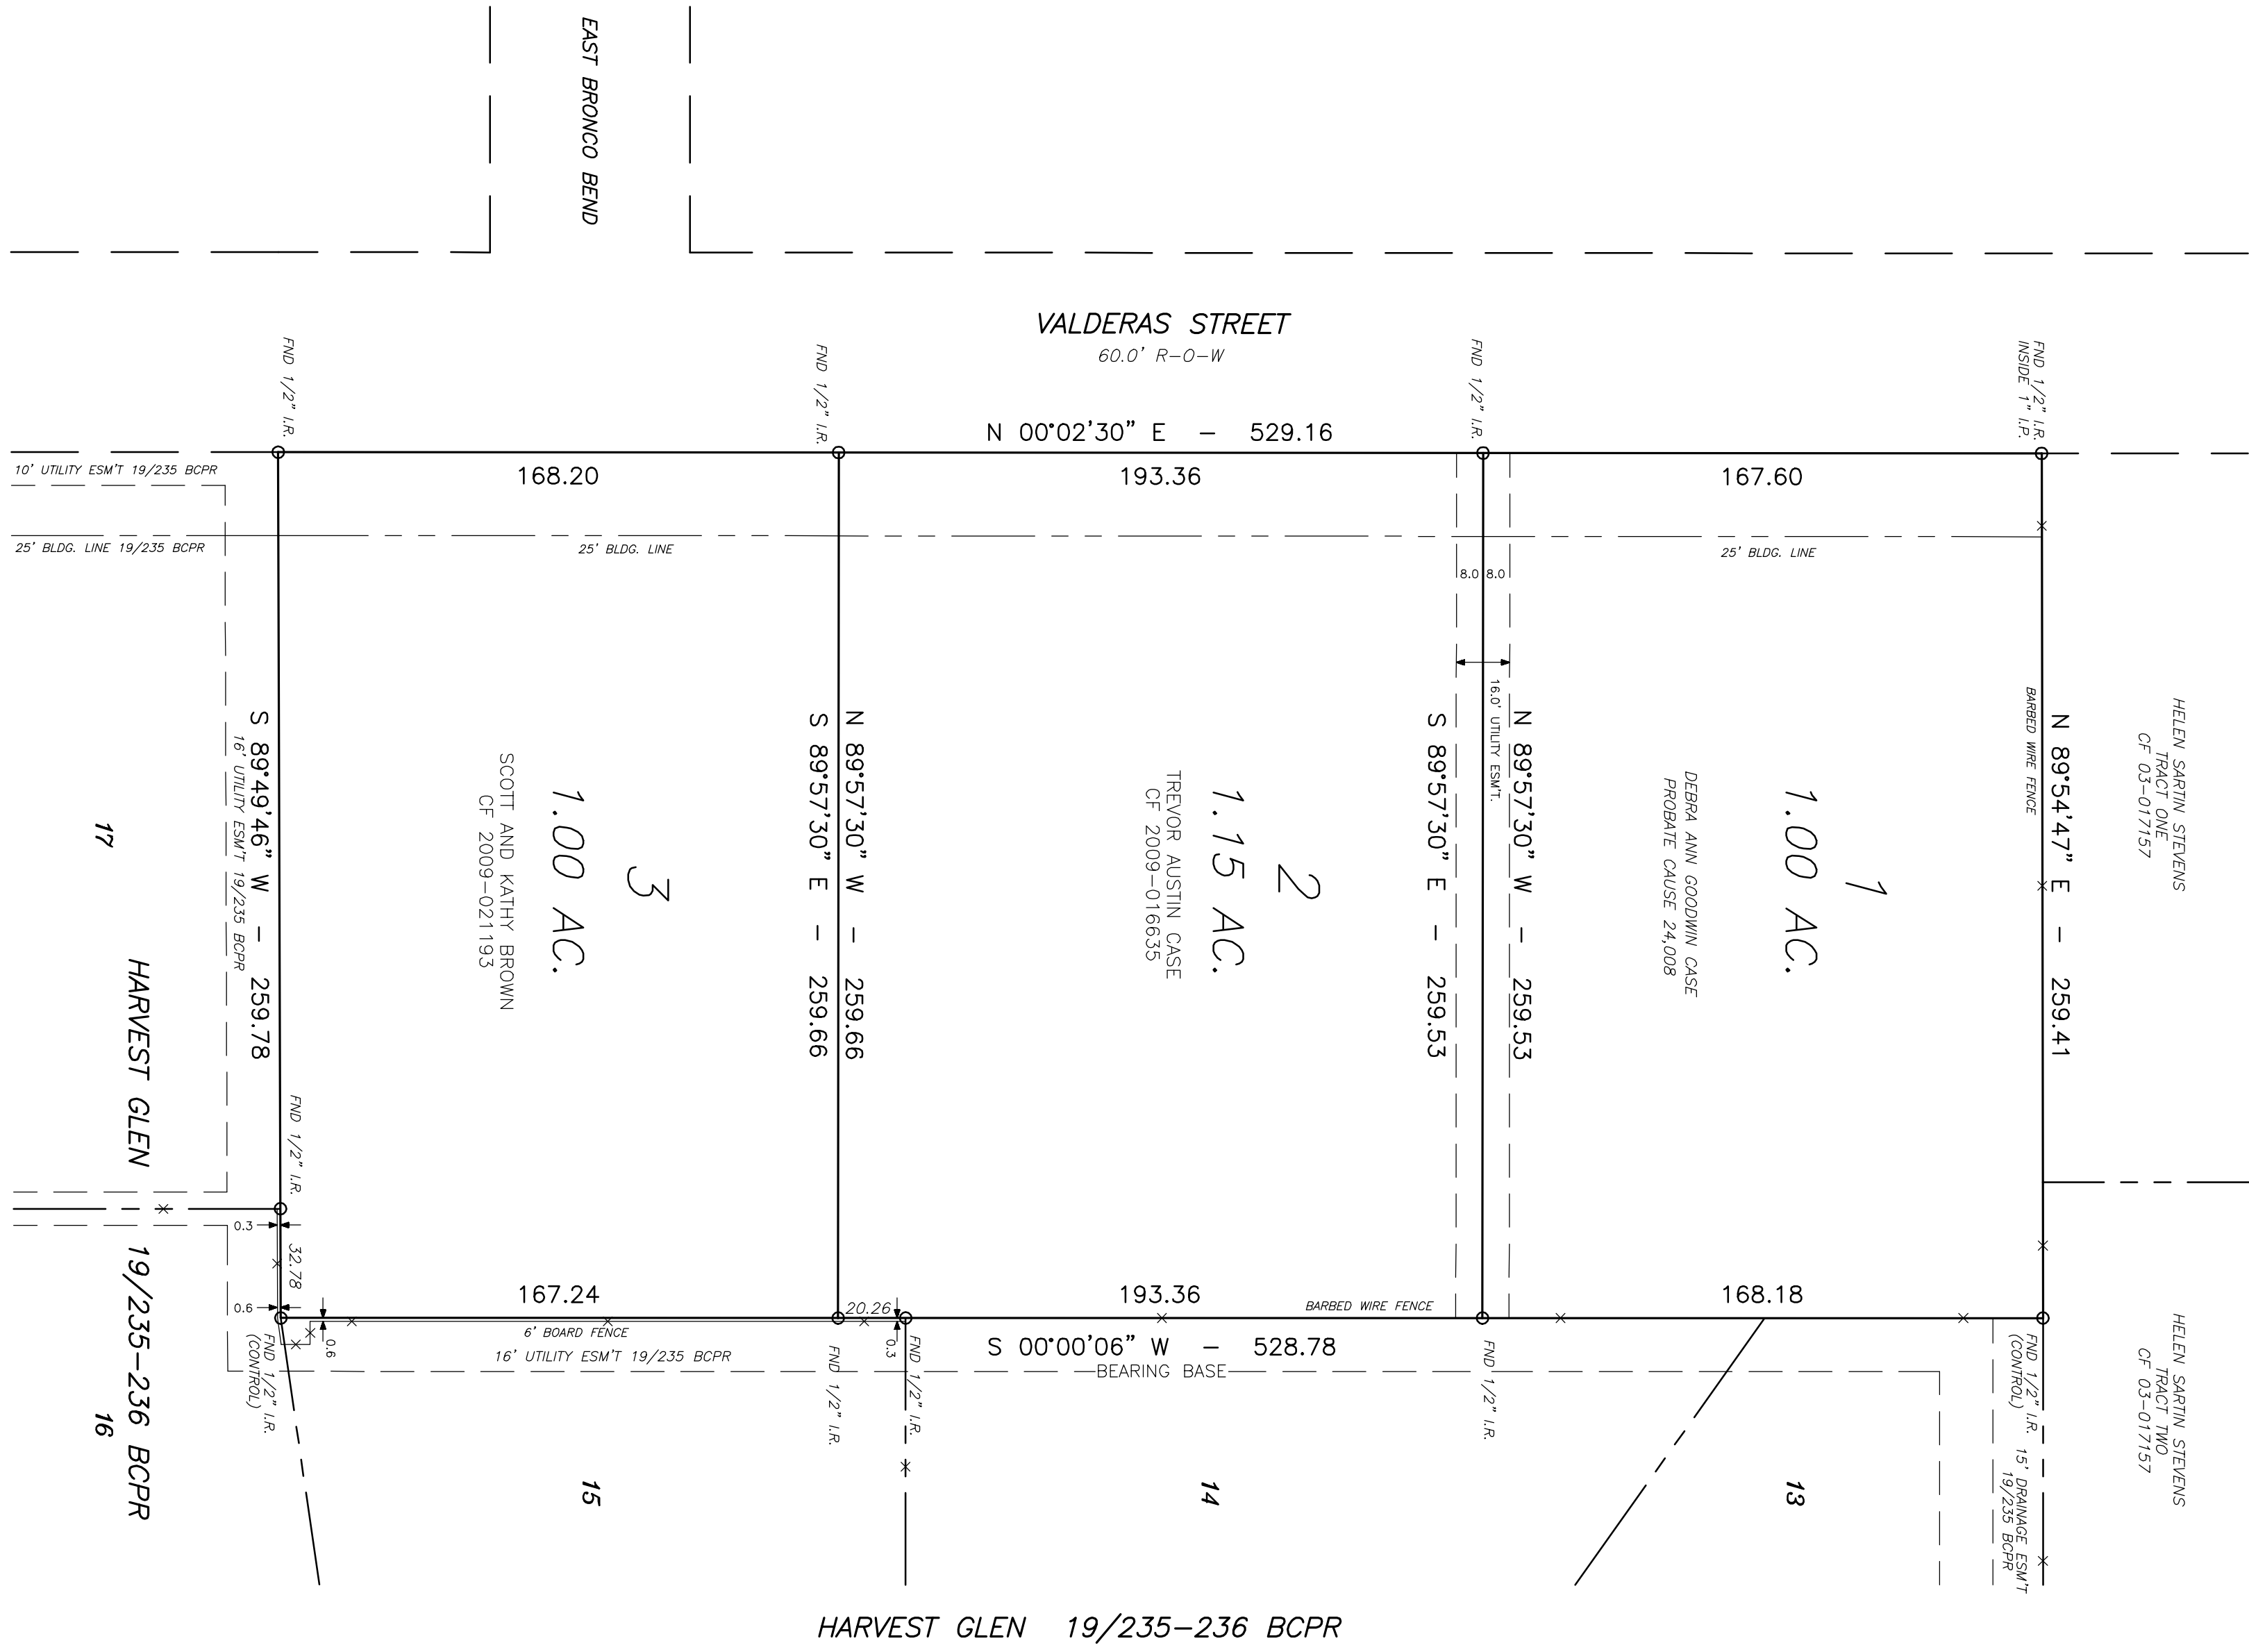 EAST BRONCO BEND
VALDERAS STREET
60.0' R-O-W
FND 1/2" I.R.
FND 1/2" I.R.
FND 1/2" I.R.
FND 1/2" I.R.
INSIDE 1" I.P.
N 00°02'30" E - 529.16
10' UTILITY ESM'T 19/235 BCPR
168.20
193.36
167.60
25' BLDG. LINE 19/235 BCPR
25' BLDG. LINE
25' BLDG. LINE
8.0
8.0
16.0' UTILITY ESM'T.
S 89°49'46" W - 259.78
16' UTILITY ESM'T 19/235 BCPR
S 89°57'30" E - 259.66
N 89°57'30" W - 259.66
S 89°57'30" E - 259.53
N 89°57'30" W - 259.53
N 89°54'47" E - 259.41
BARBED WIRE FENCE
HELEN SARTIN STEVENS
TRACT ONE
CF 03-017157
3
1.00 AC.
SCOTT AND KATHY BROWN
CF 2009-021193
2
1.15 AC.
TREVOR AUSTIN CASE
CF 2009-016635
1
1.00 AC.
DEBRA ANN GOODWIN CASE
PROBATE CAUSE 24,008
17
HARVEST GLEN 19/235-236 BCPR
16
FND 1/2" I.R.
0.3
32.78
0.6
167.24
20.26
193.36
BARBED WIRE FENCE
168.18
6' BOARD FENCE
0.6
0.3
16' UTILITY ESM'T 19/235 BCPR
S 00°00'06" W - 528.78
BEARING BASE
FND 1/2" I.R.
(CONTROL)
FND 1/2" I.R.
FND 1/2" I.R.
FND 1/2" I.R.
FND 1/2" I.R.
(CONTROL)
15' DRAINAGE ESM'T
19/235 BCPR
HELEN SARTIN STEVENS
TRACT TWO
CF 03-017157
15
14
13
HARVEST GLEN 19/235-236 BCPR